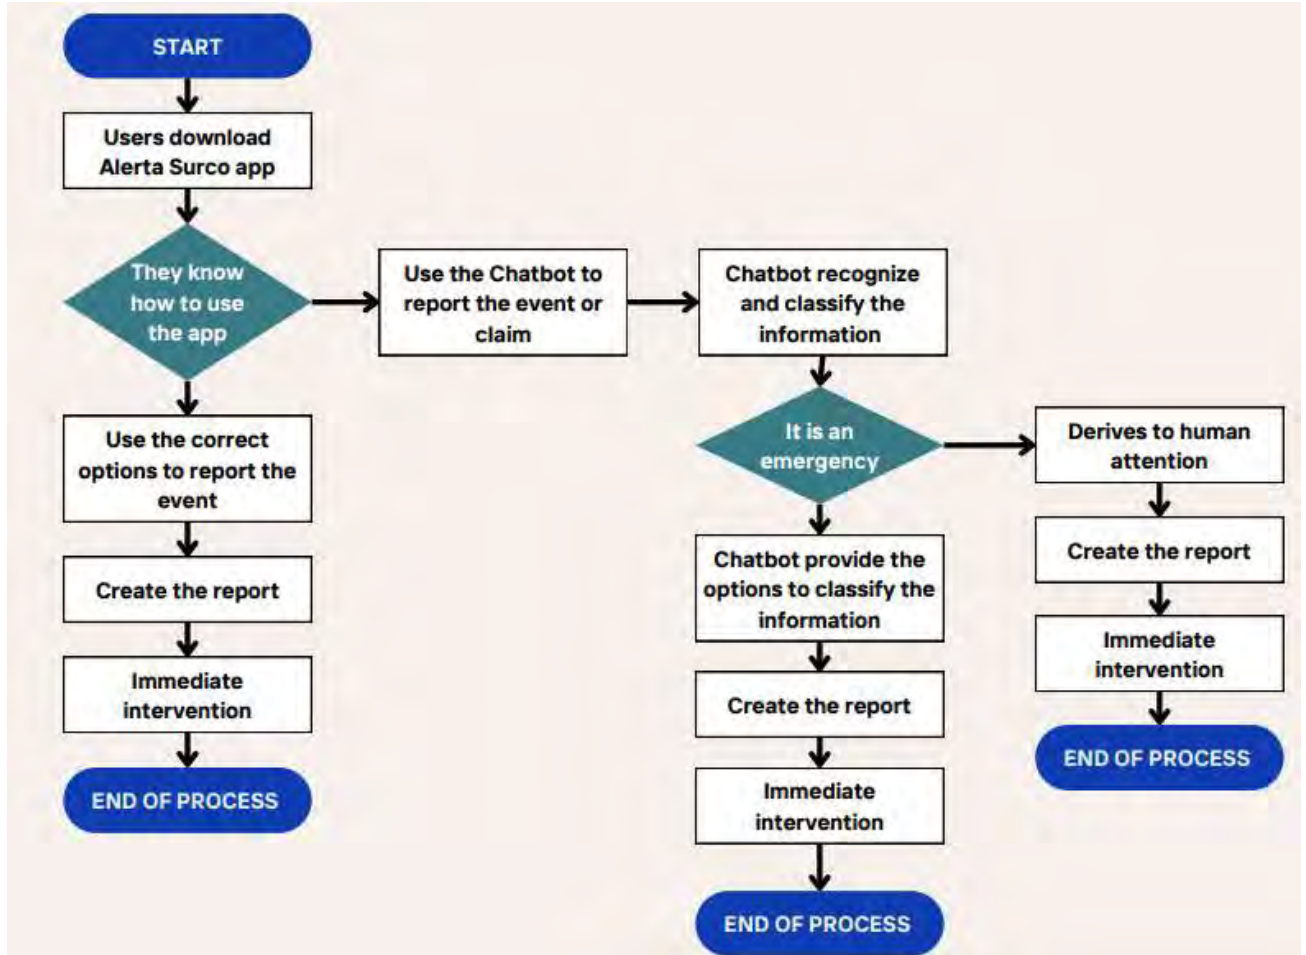 START
Users download
Alerta Surco app
They know
how to use
the app
Use the correct
options to report the
event
Create the report
Immediate
intervention
END OF PROCESS
Use the Chatbot to
report the event or
claim
Chatbot recognize
and classify the
information
It is an
emergency
Chatbot provide the
options to classify the
information
Create the report
Immediate
intervention
END OF PROCESS
Derives to human
attention
Create the report
Immediate
intervention
END OF PROCESS